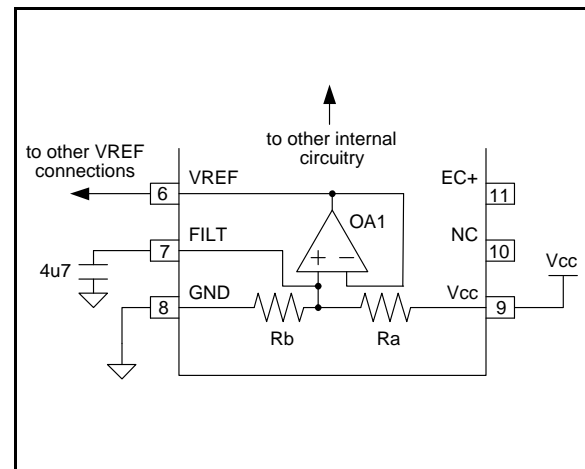 to other internal
circuitry
to other VREF
connections
VREF
6
EC+
11
OA1
FILT
7
NC
10
4u7
+
−
Vcc
GND
8
Vcc
9
Rb
Ra